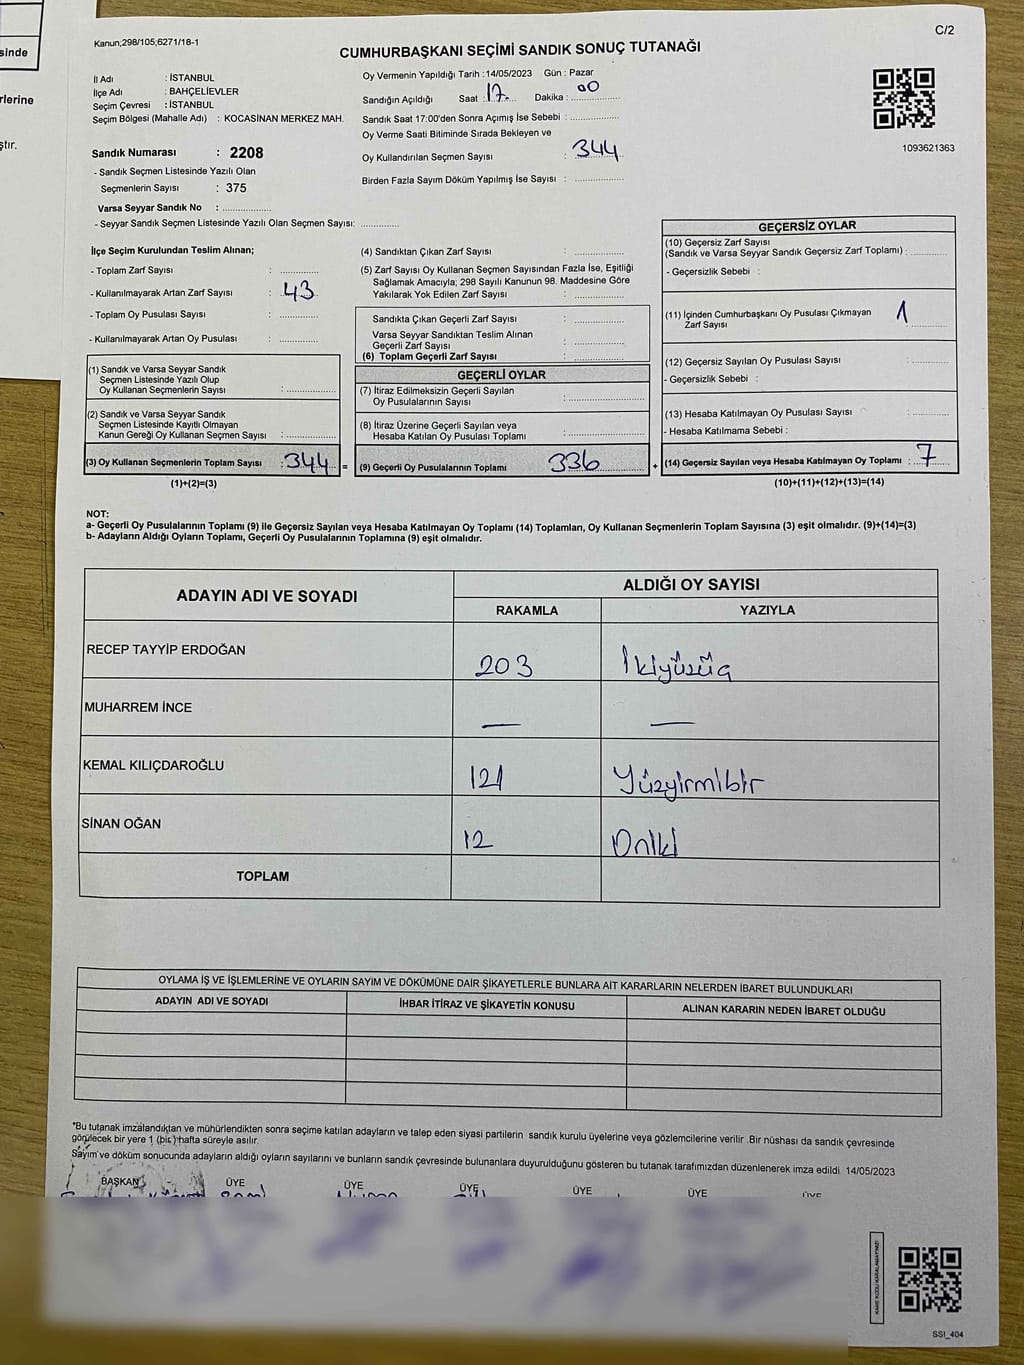 sinde
rlerine
ştır.
Kanun;298/105;6271/18-1
C/2
CUMHURBAŞKANI SEÇİMİ SANDIK SONUÇ TUTANAĞI
İl Adı : İSTANBUL
İlçe Adı : BAHÇELİEVLER
Seçim Çevresi : İSTANBUL
Seçim Bölgesi (Mahalle Adı) : KOCASİNAN MERKEZ MAH.
Sandık Numarası : 2208
- Sandık Seçmen Listesinde Yazılı Olan
Seçmenlerin Sayısı : 375
Varsa Seyyar Sandık No : ..............
- Seyyar Sandık Seçmen Listesinde Yazılı Olan Seçmen Sayısı: ..............
Oy Vermenin Yapıldığı Tarih :14/05/2023 Gün : Pazar
Sandığın Açıldığı Saat : 17 Dakika : 00
Sandık Saat 17:00'den Sonra Açımış İse Sebebi : ..............
Oy Verme Saati Bitiminde Sırada Bekleyen ve
Oy Kullandırılan Seçmen Sayısı : 344
Birden Fazla Sayım Döküm Yapılmış İse Sayısı : ..............
1093621363
İlçe Seçim Kurulundan Teslim Alınan;
- Toplam Zarf Sayısı : ..............
- Kullanılmayarak Artan Zarf Sayısı : 43
- Toplam Oy Pusulası Sayısı : ..............
- Kullanılmayarak Artan Oy Pusulası : ..............
(1) Sandık ve Varsa Seyyar Sandık
Seçmen Listesinde Yazılı Olup
Oy Kullanan Seçmenlerin Sayısı : ..............
(2) Sandık ve Varsa Seyyar Sandık
Seçmen Listesinde Kayıtlı Olmayan
Kanun Gereği Oy Kullanan Seçmen Sayısı : ..............
(3) Oy Kullanan Seçmenlerin Toplam Sayısı : 344 =
(1)+(2)=(3)
(4) Sandıktan Çıkan Zarf Sayısı : ..............
(5) Zarf Sayısı Oy Kullanan Seçmen Sayısından Fazla İse, Eşitliği
Sağlamak Amacıyla; 298 Sayılı Kanunun 98. Maddesine Göre
Yakılarak Yok Edilen Zarf Sayısı : ..............
Sandıkta Çıkan Geçerli Zarf Sayısı : ..............
Varsa Seyyar Sandıktan Teslim Alınan
Geçerli Zarf Sayısı : ..............
(6) Toplam Geçerli Zarf Sayısı : ..............
GEÇERLİ OYLAR
(7) İtiraz Edilmeksizin Geçerli Sayılan
Oy Pusulalarının Sayısı : ..............
(8) İtiraz Üzerine Geçerli Sayılan veya
Hesaba Katılan Oy Pusulası Toplamı : ..............
(9) Geçerli Oy Pusulalarının Toplamı 336 +
GEÇERSİZ OYLAR
(10) Geçersiz Zarf Sayısı
(Sandık ve Varsa Seyyar Sandık Geçersiz Zarf Toplamı) : ..............
- Geçersizlik Sebebi :
(11) İçinden Cumhurbaşkanı Oy Pusulası Çıkmayan
Zarf Sayısı : 1
(12) Geçersiz Sayılan Oy Pusulası Sayısı : ..............
- Geçersizlik Sebebi :
(13) Hesaba Katılmayan Oy Pusulası Sayısı : ..............
- Hesaba Katılmama Sebebi :
(14) Geçersiz Sayılan veya Hesaba Katılmayan Oy Toplamı : 7
(10)+(11)+(12)+(13)=(14)
NOT:
a- Geçerli Oy Pusulalarının Toplamı (9) ile Geçersiz Sayılan veya Hesaba Katılmayan Oy Toplamı (14) Toplamları, Oy Kullanan Seçmenlerin Toplam Sayısına (3) eşit olmalıdır. (9)+(14)=(3)
b- Adayların Aldığı Oyların Toplamı, Geçerli Oy Pusulalarının Toplamına (9) eşit olmalıdır.
ADAYIN ADI VE SOYADI ALDIĞI OY SAYISI
RAKAMLA YAZIYLA
RECEP TAYYİP ERDOĞAN 203 İkiyüzüç
MUHARREM İNCE — —
KEMAL KILIÇDAROĞLU 121 Yüzyirmibir
SİNAN OĞAN 12 Oniki
TOPLAM
OYLAMA İŞ VE İŞLEMLERİNE VE OYLARIN SAYIM VE DÖKÜMÜNE DAİR ŞİKAYETLERLE BUNLARA AİT KARARLARIN NELERDEN İBARET BULUNDUKLARI
ADAYIN ADI VE SOYADI İHBAR İTİRAZ VE ŞİKAYETİN KONUSU ALINAN KARARIN NEDEN İBARET OLDUĞU
*Bu tutanak imzalandıktan ve mühürlendikten sonra seçime katılan adayların ve talep eden siyasi partilerin sandık kurulu üyelerine veya gözlemcilerine verilir .Bir nüshası da sandık çevresinde
görülecek bir yere 1 (bir) hafta süreyle asılır.
Sayım ve döküm sonucunda adayların aldığı oyların sayılarını ve bunların sandık çevresinde bulunanlara duyurulduğunu gösteren bu tutanak tarafımızdan düzenlenerek imza edildi. 14/05/2023
BAŞKAN ÜYE ÜYE ÜYE ÜYE ÜYE ÜYE
SSI_404